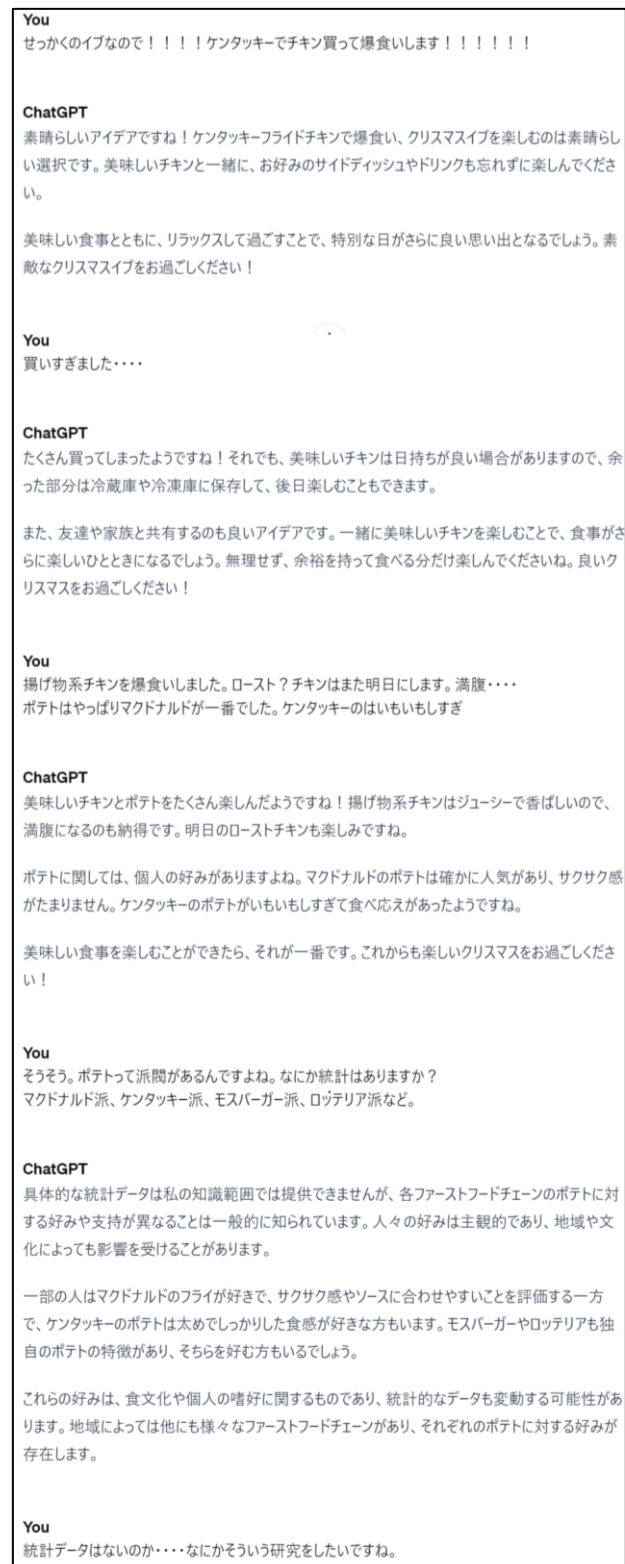 You
せっかくのイブなので！！！！ケンタッキーでチキン買って爆食いします！！！！！！
ChatGPT
素晴らしいアイデアですね！ケンタッキーフライドチキンで爆食い、クリスマスイブを楽しむのは素晴らし
い選択です。美味しいチキンと一緒に、お好みのサイドディッシュやドリンクも忘れずに楽しんでくださ
い。
美味しい食事とともに、リラックスして過ごすことで、特別な日がさらに良い思い出となるでしょう。素
敵なクリスマスイブをお過ごしください！
You
買いすぎました・・・・
ChatGPT
たくさん買ってしまったようですね！それでも、美味しいチキンは日持ちが良い場合がありますので、余
った部分は冷蔵庫や冷凍庫に保存して、後日楽しむこともできます。
また、友達や家族と共有するのも良いアイデアです。一緒に美味しいチキンを楽しむことで、食事がさ
らに楽しいひとときになるでしょう。無理せず、余裕を持って食べる分だけ楽しんでくださいね。良いク
リスマスをお過ごしください！
You
揚げ物系チキンを爆食いしました。ロースト？チキンはまた明日にします。満腹・・・・
ポテトはやっぱりマクドナルドが一番でした。ケンタッキーのはいもいもしすぎ
ChatGPT
美味しいチキンとポテトをたくさん楽しんだようですね！揚げ物系チキンはジューシーで香ばしいので、
満腹になるのも納得です。明日のローストチキンも楽しみですね。
ポテトに関しては、個人の好みがありますよね。マクドナルドのポテトは確かに人気があり、サクサク感
がたまりません。ケンタッキーのポテトがいもいもしすぎて食べ応えがあったようですね。
美味しい食事を楽しむことができたら、それが一番です。これからも楽しいクリスマスをお過ごしくださ
い！
You
そうそう。ポテトって派閥があるんですよね。なにか統計はありますか？
マクドナルド派、ケンタッキー派、モスバーガー派、ロッテリア派など。
ChatGPT
具体的な統計データは私の知識範囲では提供できませんが、各ファーストフードチェーンのポテトに対
する好みや支持が異なることは一般的に知られています。人々の好みは主観的であり、地域や文
化によっても影響を受けることがあります。
一部の人はマクドナルドのフライが好きで、サクサク感やソースに合わせやすいことを評価する一方
で、ケンタッキーのポテトは太めでしっかりした食感が好きな方もいます。モスバーガーやロッテリアも独
自のポテトの特徴があり、そちらを好む方もいるでしょう。
これらの好みは、食文化や個人の嗜好に関するものであり、統計的なデータも変動する可能性があ
ります。地域によっては他にも様々なファーストフードチェーンがあり、それぞれのポテトに対する好みが
存在します。
You
統計データはないのか・・・・なにかそういう研究をしたいですね。